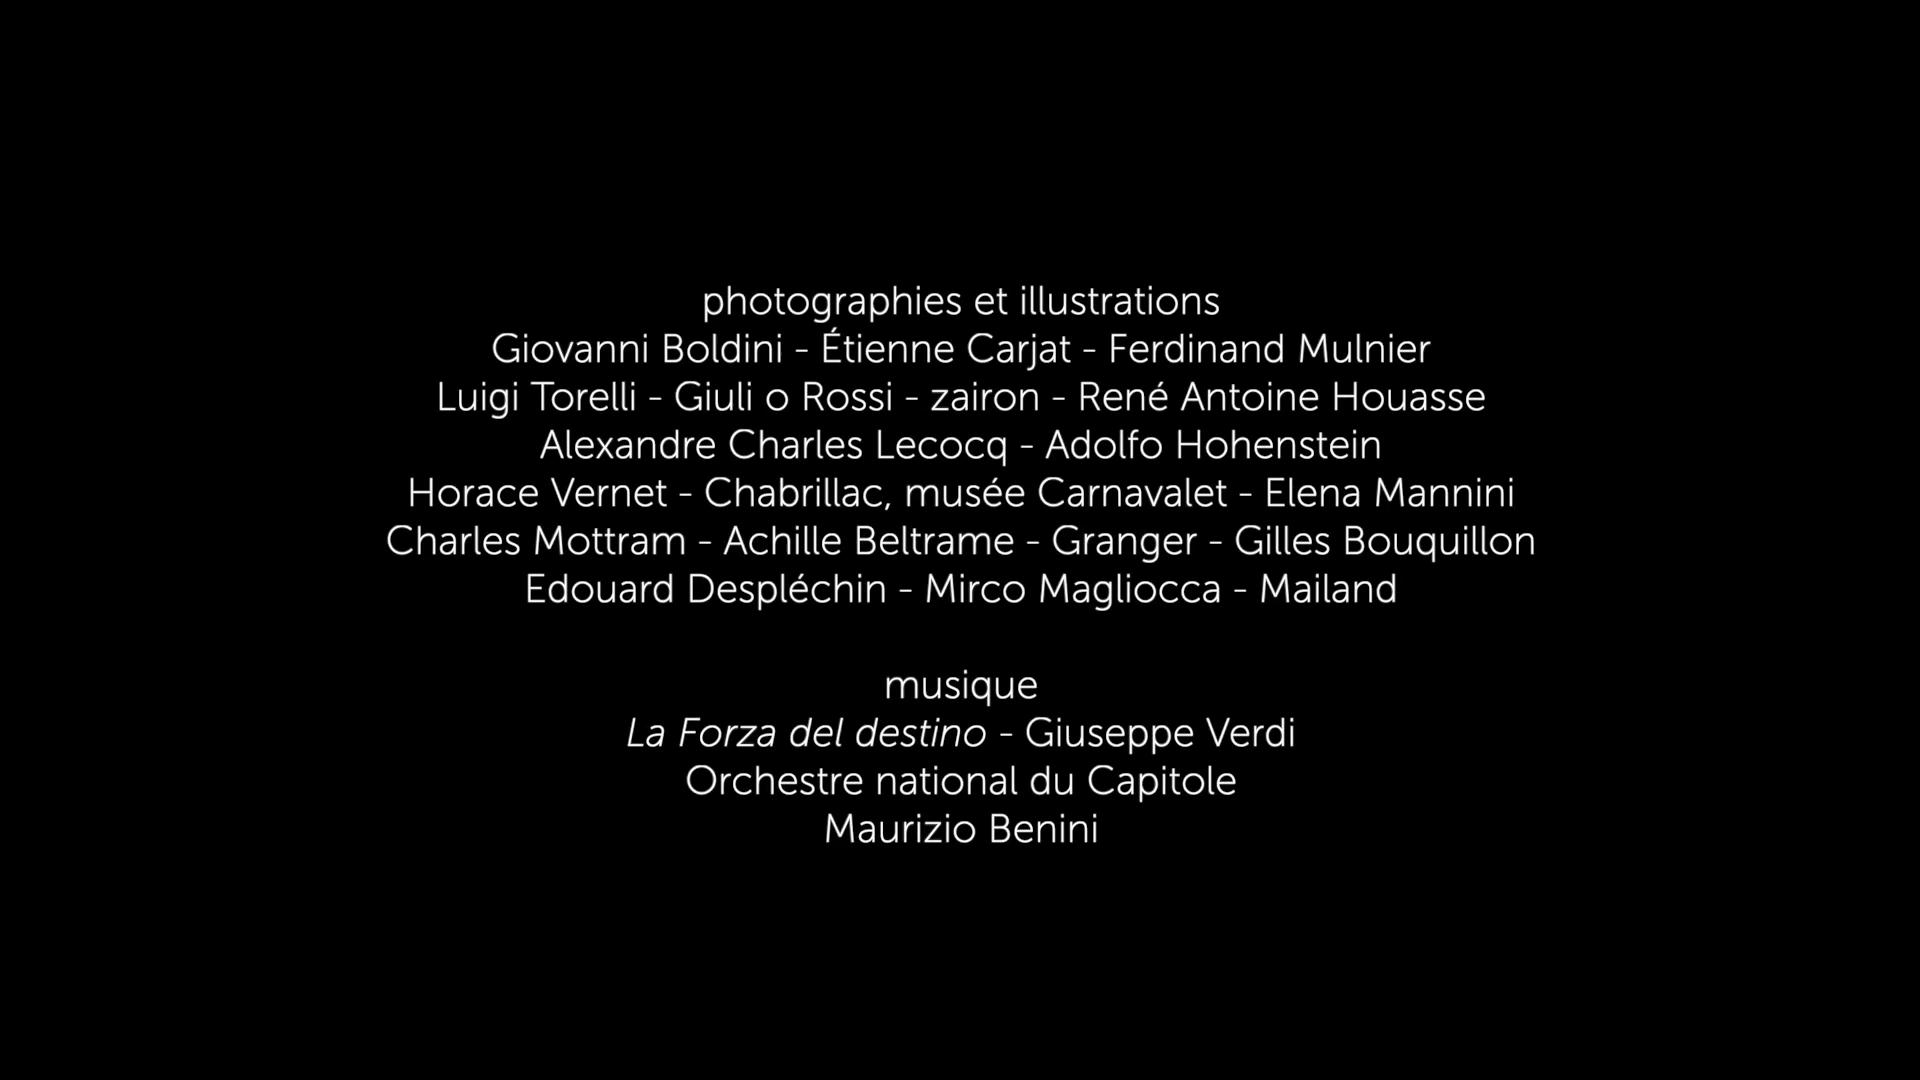 photographies et illustrations
Giovanni Boldini - Étienne Carjat - Ferdinand Mulnier
Luigi Torelli - Giuli o Rossi - zairon - René Antoine Houasse
Alexandre Charles Lecocq - Adolfo Hohenstein
Horace Vernet - Chabrillac, musée Carnavalet - Elena Mannini
Charles Mottram - Achille Beltrame - Granger - Gilles Bouquillon
Edouard Despléchin - Mirco Magliocca - Mailand
musique
La Forza del destino - Giuseppe Verdi
Orchestre national du Capitole
Maurizio Benini